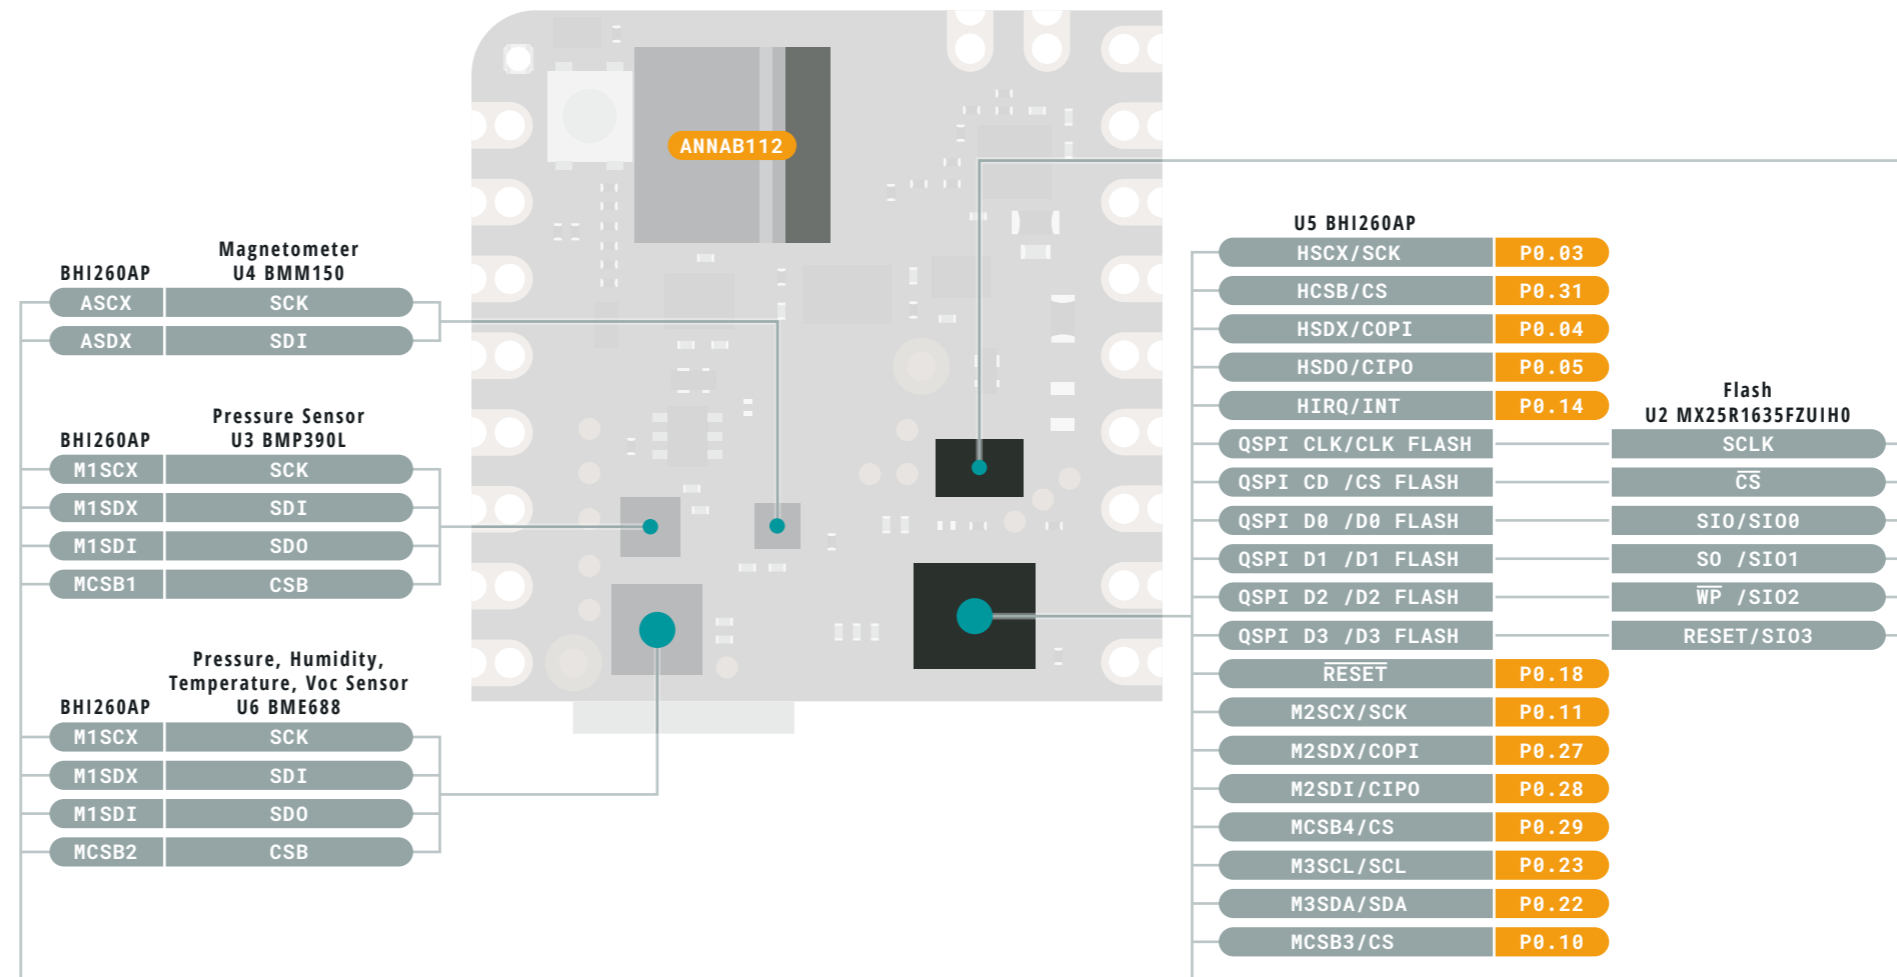 ANNAB112
Magnetometer
BHI260AP U4 BMM150
ASCX SCK
ASDX SDI
Pressure Sensor
BHI260AP U3 BMP390L
M1SCX SCK
M1SDX SDI
M1SDI SDO
MCSB1 CSB
Pressure, Humidity,
Temperature, Voc Sensor
BHI260AP U6 BME688
M1SCX SCK
M1SDX SDI
M1SDI SDO
MCSB2 CSB
U5 BHI260AP
HSCX/SCK P0.03
HCSB/CS P0.31
HSDX/COPI P0.04
HSDO/CIPO P0.05
HIRQ/INT P0.14
Flash
U2 MX25R1635FZUIH0
QSPI CLK/CLK FLASH SCLK
QSPI CD /CS FLASH CS
QSPI D0 /D0 FLASH SIO/SIO0
QSPI D1 /D1 FLASH SO /SIO1
QSPI D2 /D2 FLASH WP /SIO2
QSPI D3 /D3 FLASH RESET/SIO3
RESET P0.18
M2SCX/SCK P0.11
M2SDX/COPI P0.27
M2SDI/CIPO P0.28
MCSB4/CS P0.29
M3SCL/SCL P0.23
M3SDA/SDA P0.22
MCSB3/CS P0.10